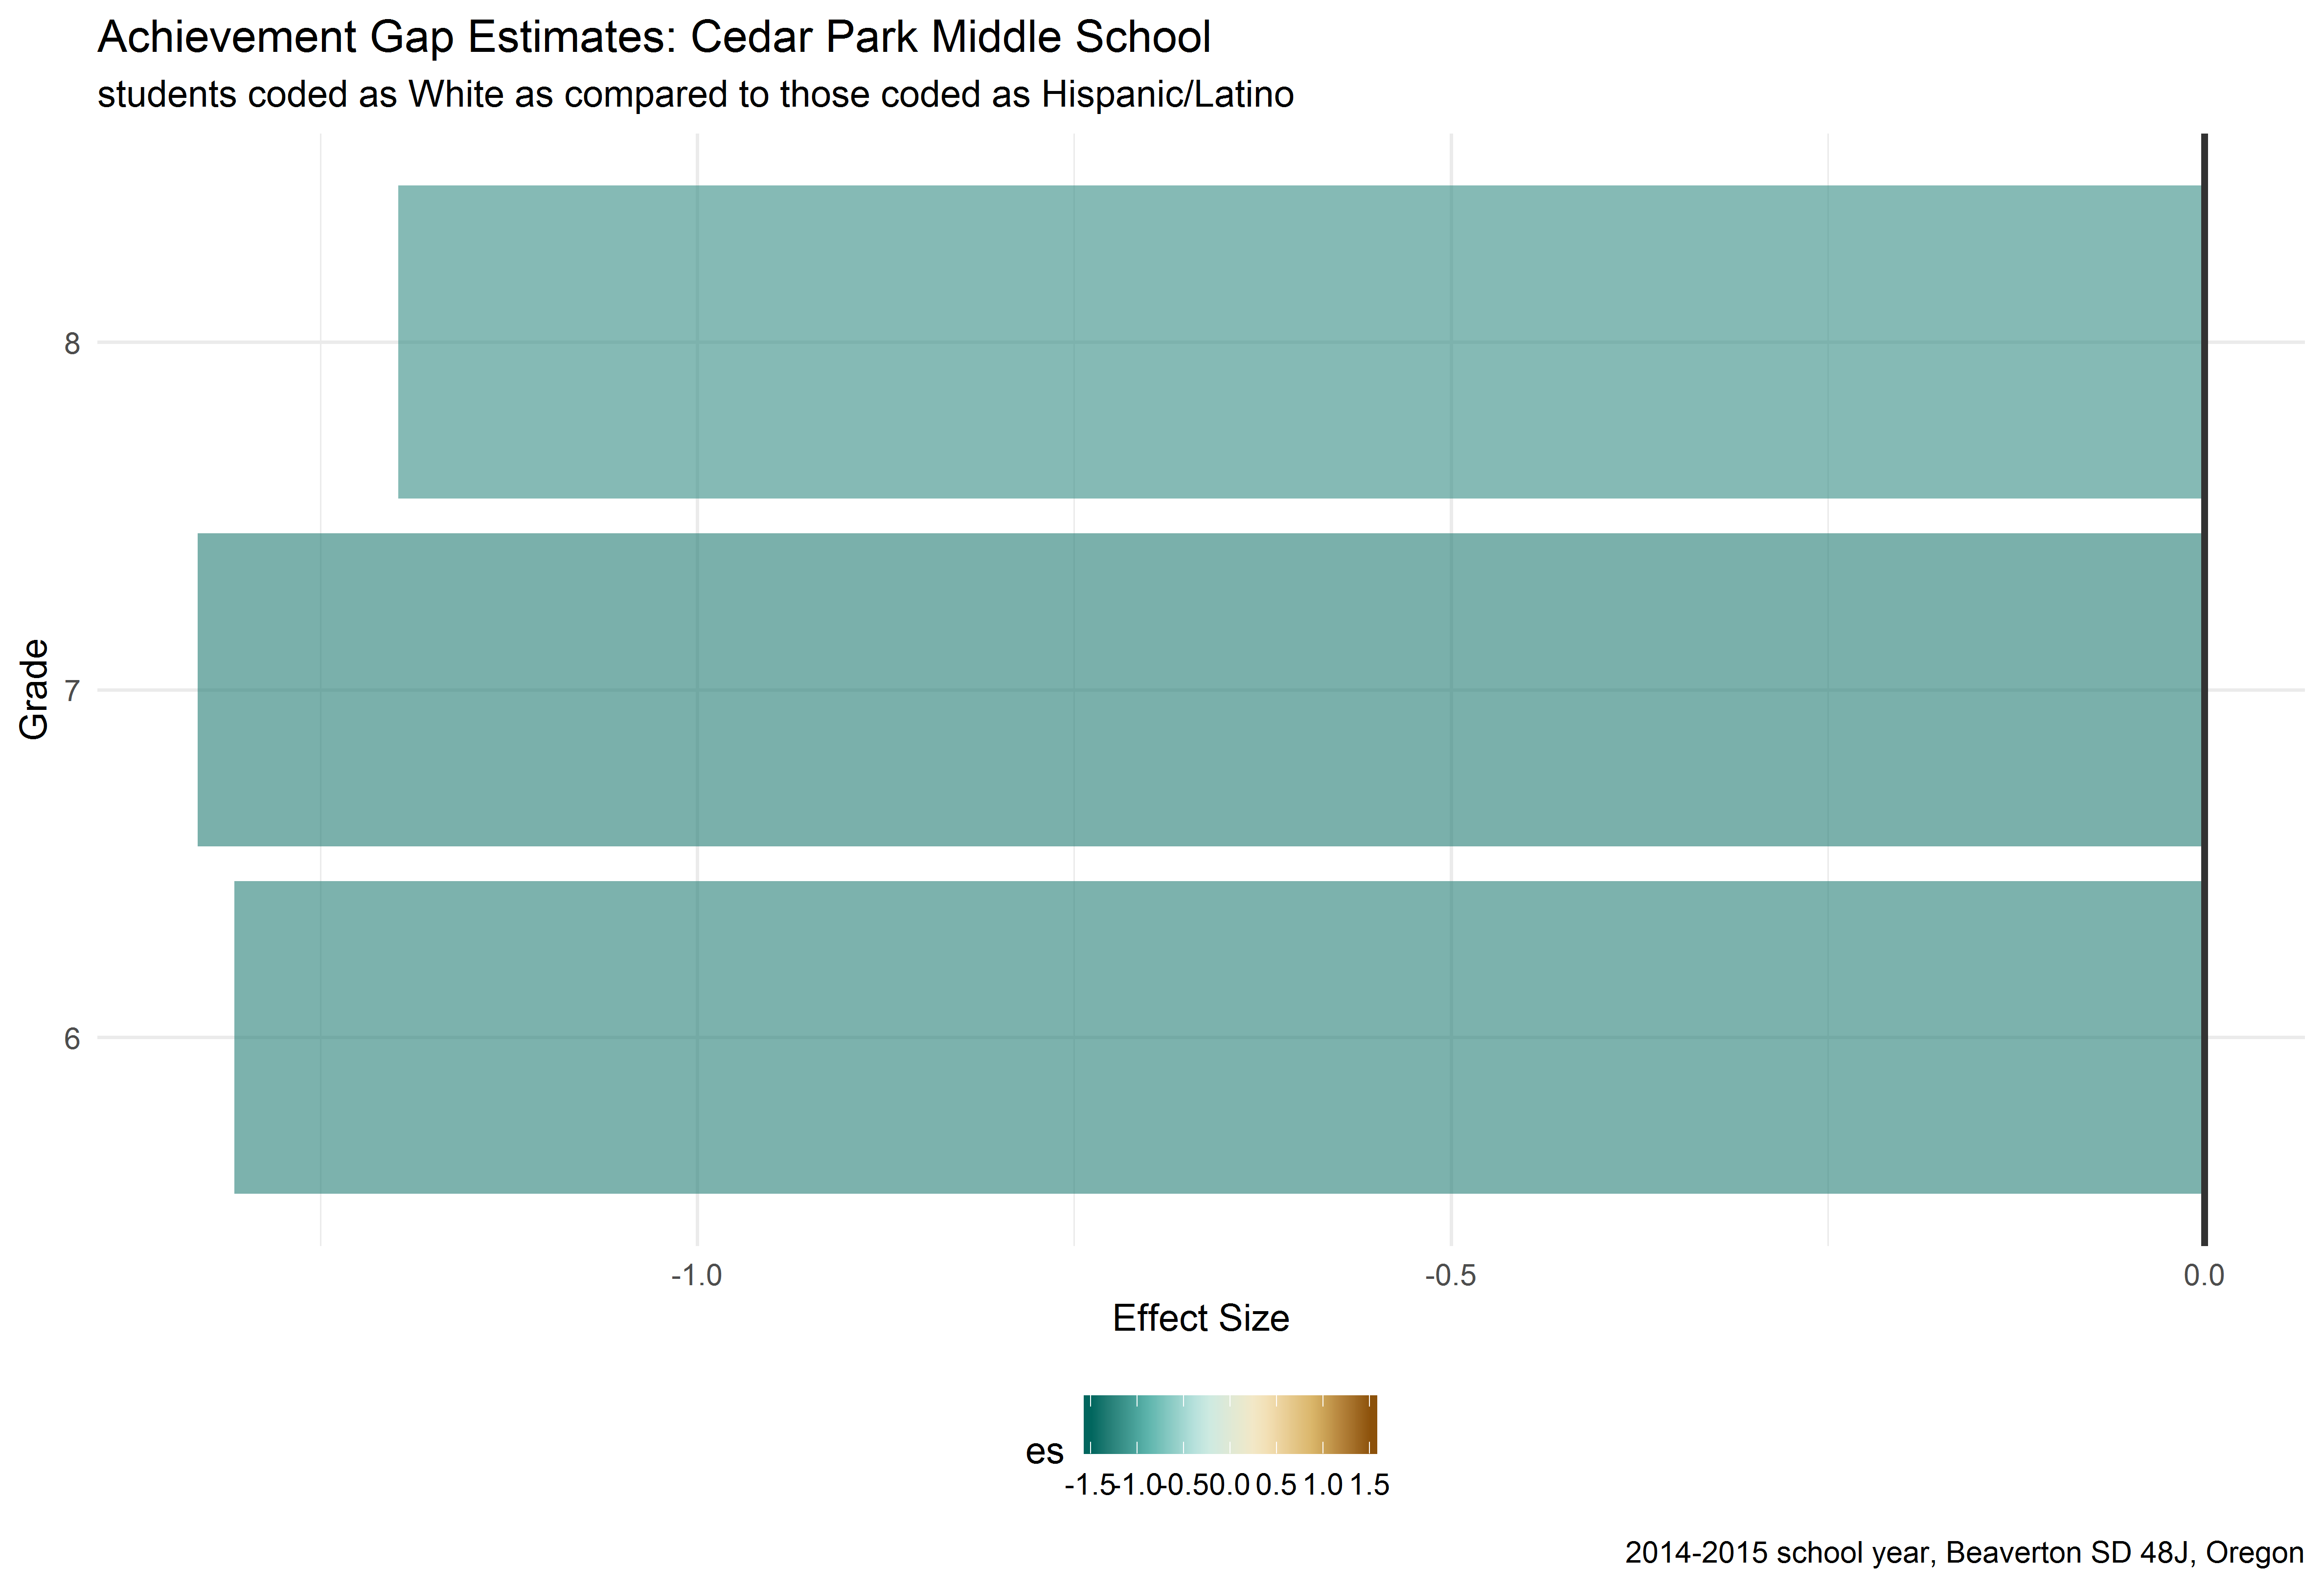 Achievement Gap Estimates: Cedar Park Middle School
students coded as White as compared to those coded as Hispanic/Latino
8
7
6
Grade
-1.0 -0.5 0.0
Effect Size
es
-1.5 -1.0 -0.5 0.0 0.5 1.0 1.5
2014-2015 school year, Beaverton SD 48J, Oregon